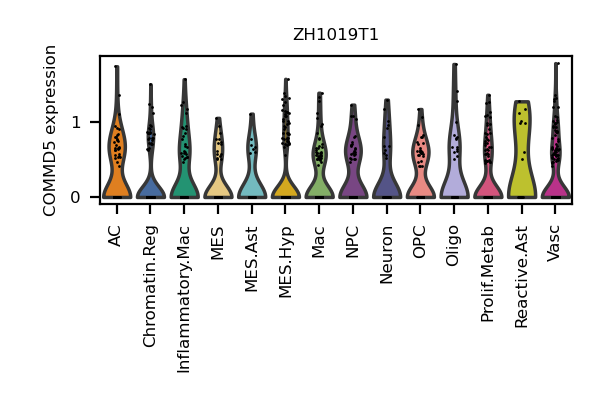 ZH1019T1
COMMD5 expression
1
0
AC
Chromatin.Reg
Inflammatory.Mac
MES
MES.Ast
MES.Hyp
Mac
NPC
Neuron
OPC
Oligo
Prolif.Metab
Reactive.Ast
Vasc